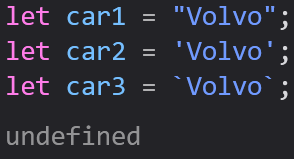 let car1 = "Volvo";
let car2 = 'Volvo';
let car3 = `Volvo`;
undefined